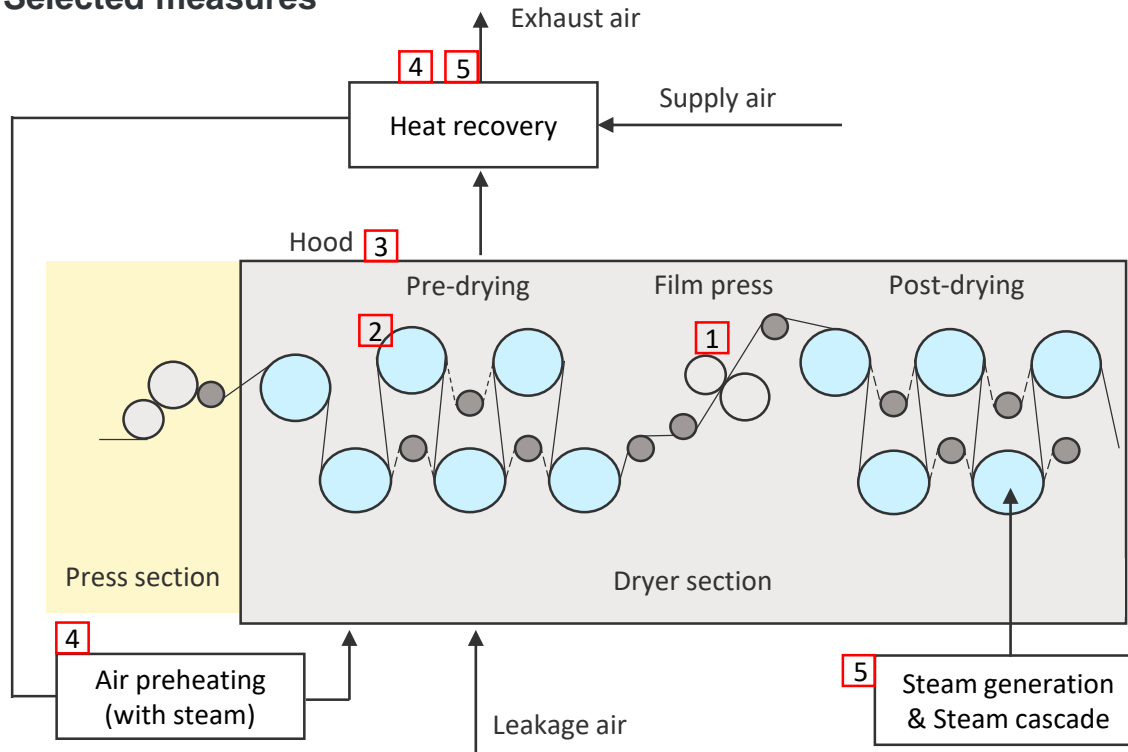 Selected measures
Exhaust air
4
5
Supply air
Heat recovery
Hood
3
Pre-drying
Film press
Post-drying
2
1
Press section
Dryer section
4
Air preheating
(with steam)
5
Steam generation
& Steam cascade
Leakage air